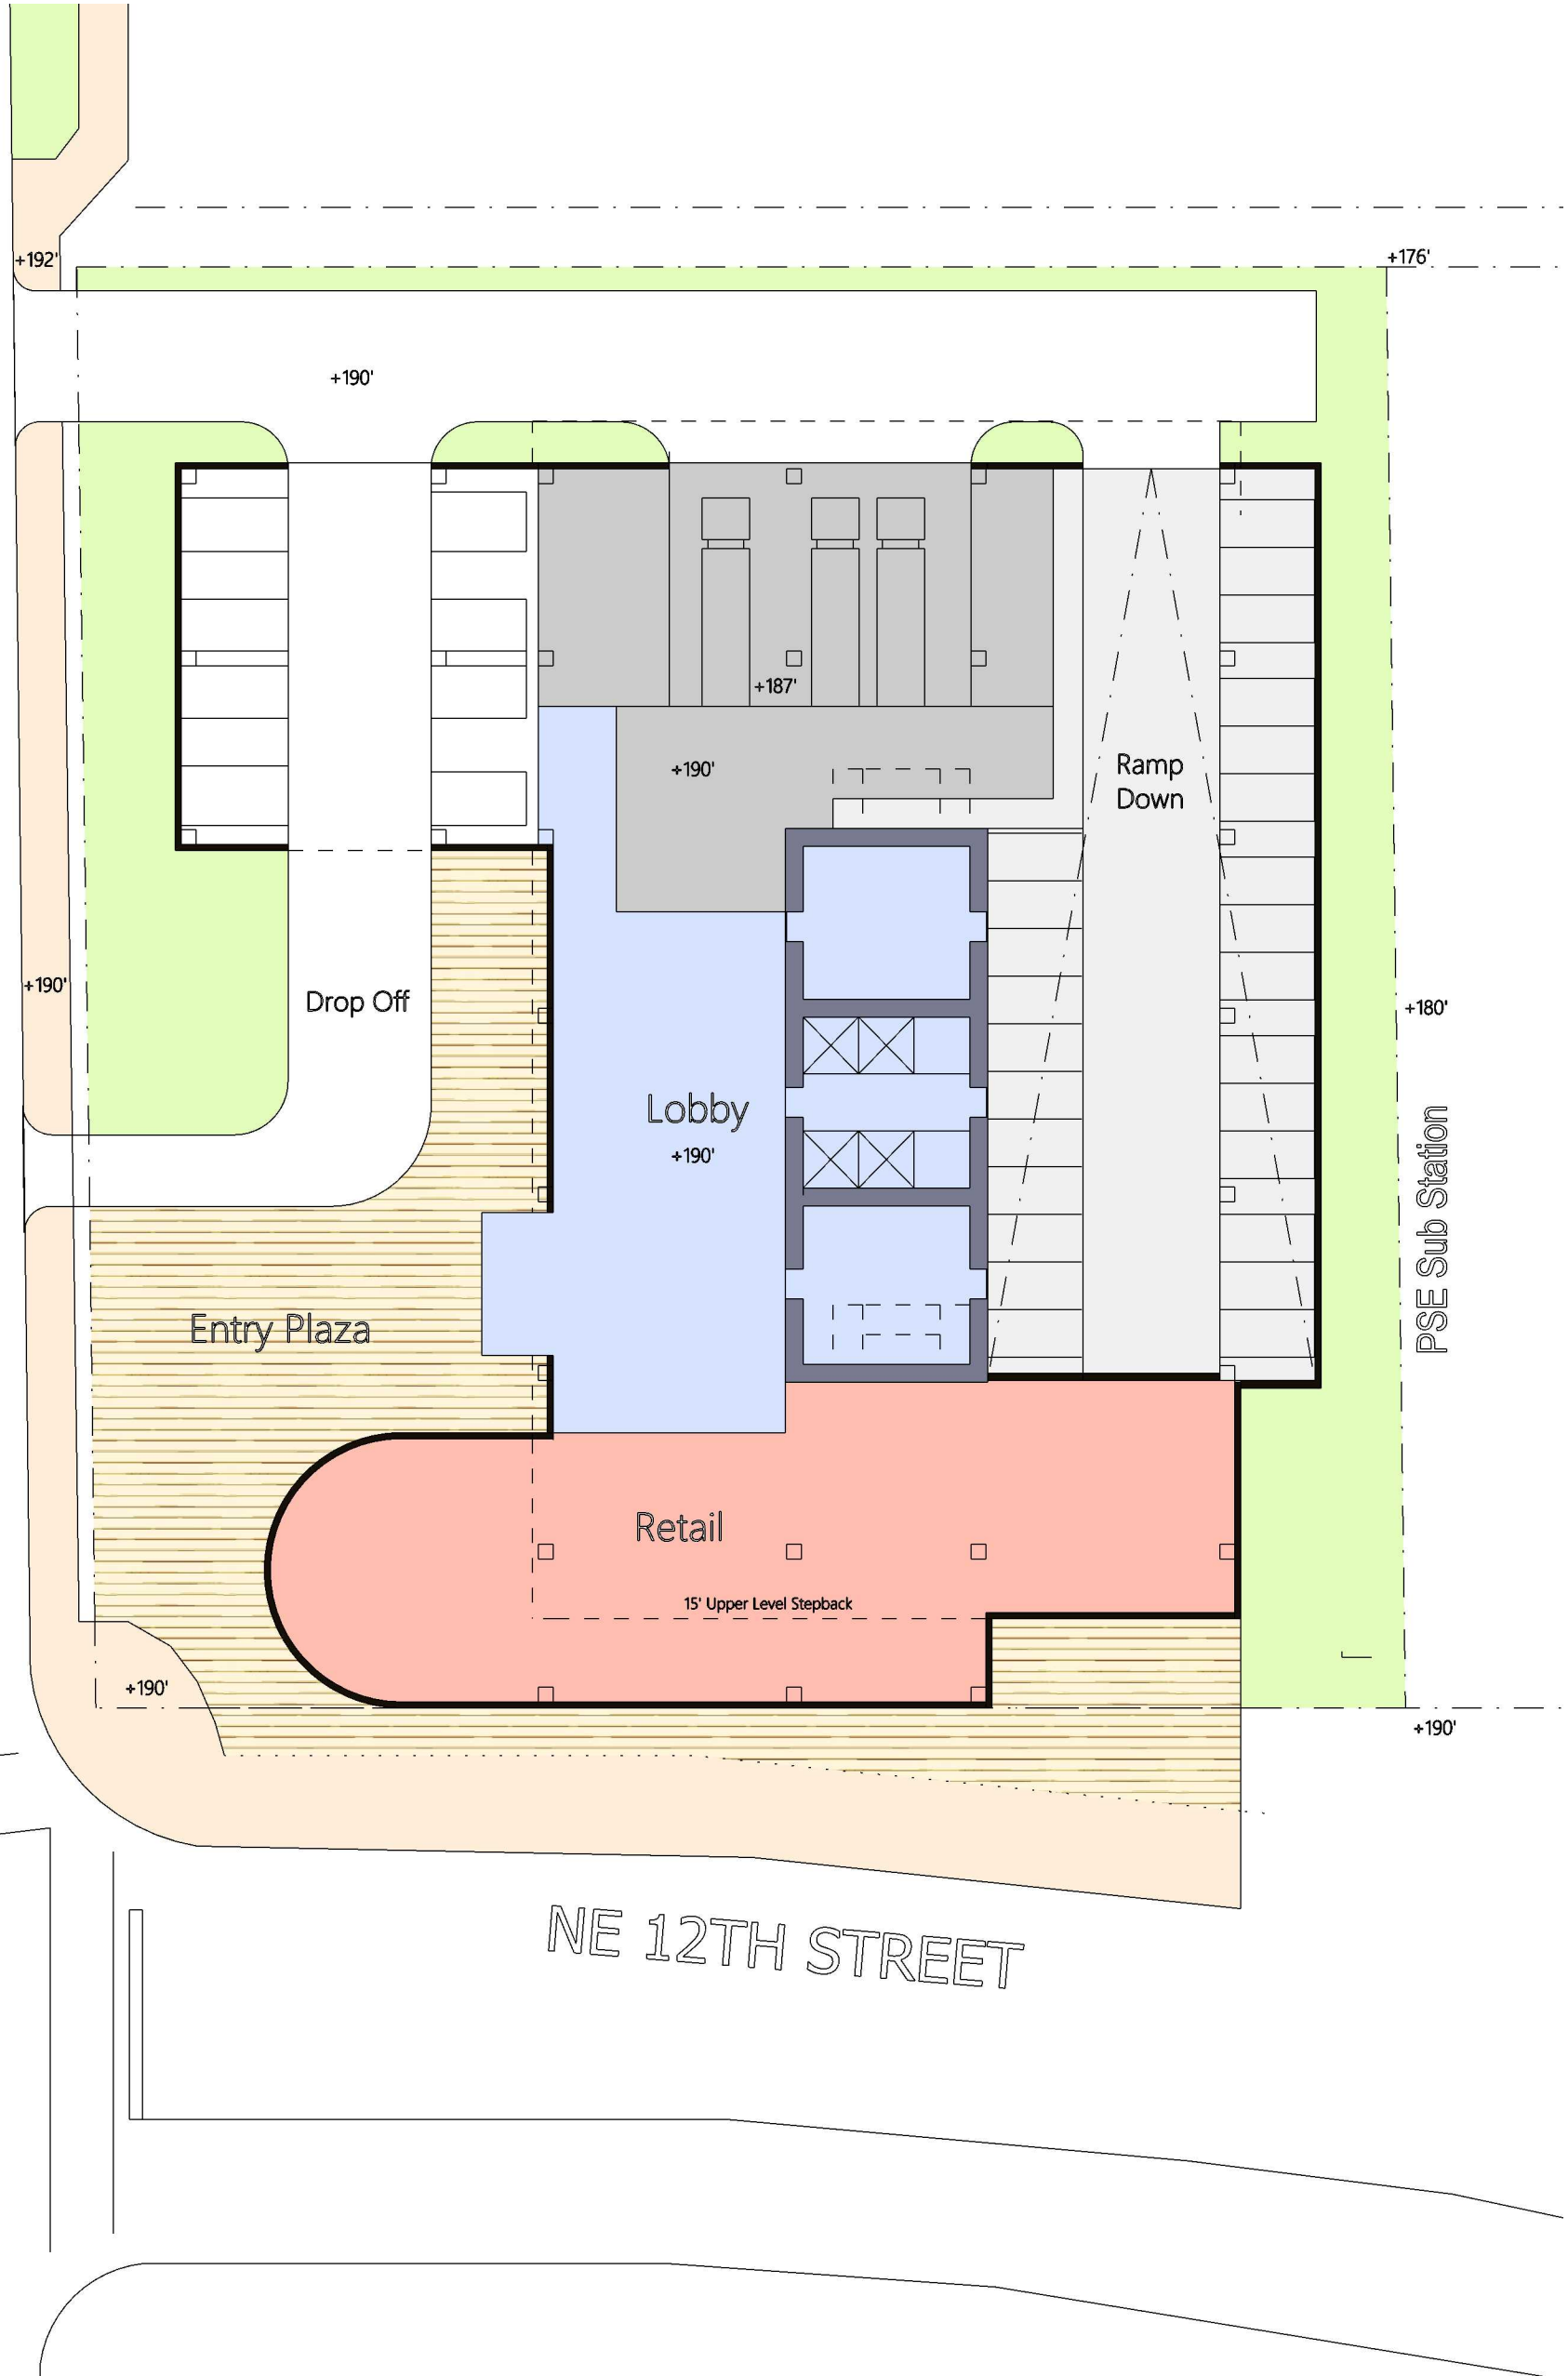 +192'
+176'
+190'
+187'
+190'
Ramp
Down
+190'
Drop Off
+180'
Lobby
+190'
PSE Sub Station
Entry Plaza
Retail
15' Upper Level Stepback
+190'
+190'
NE 12TH STREET